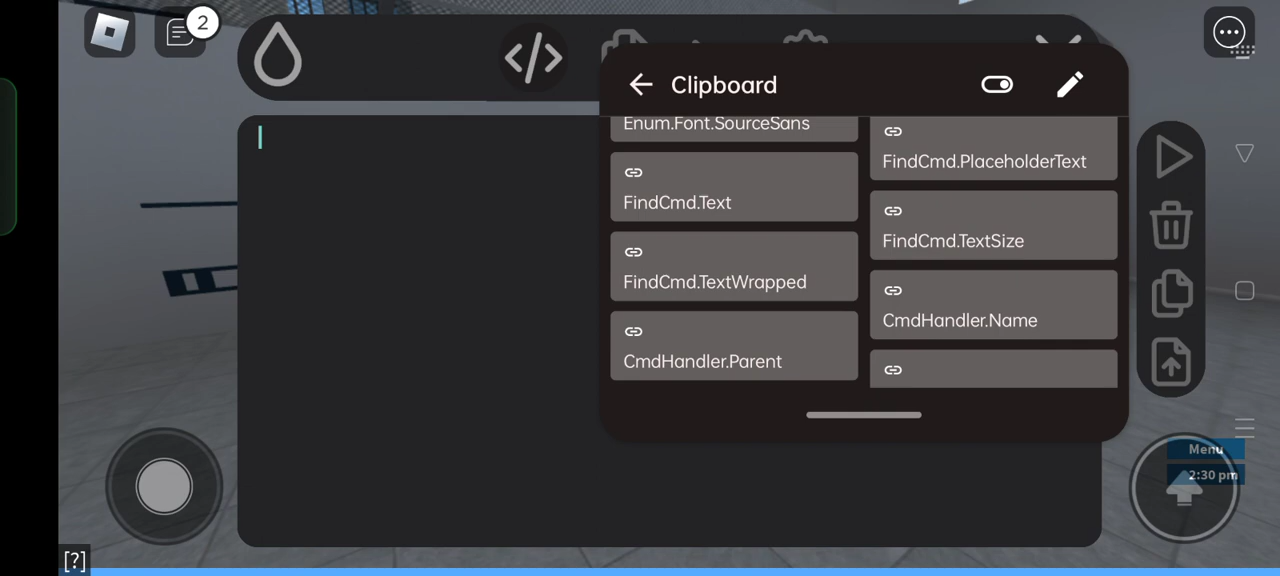 2
</>
Clipboard
Enum.Font.SourceSans
FindCmd.PlaceholderText
FindCmd.Text
FindCmd.TextSize
FindCmd.TextWrapped
CmdHandler.Name
CmdHandler.Parent
Menu
2:30 pm
[?]